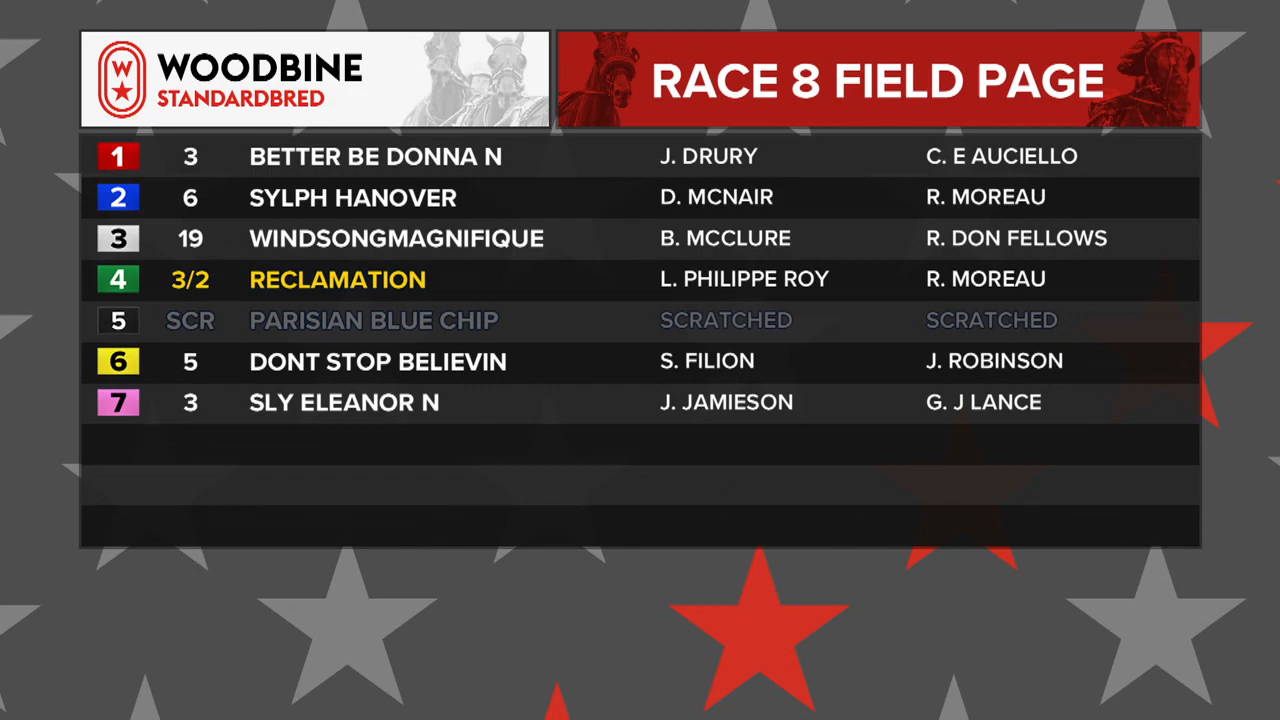 W
WOODBINE
STANDARDBRED
RACE 8 FIELD PAGE
1 3 BETTER BE DONNA N J. DRURY C. E AUCIELLO
2 6 SYLPH HANOVER D. MCNAIR R. MOREAU
3 19 WINDSONGMAGNIFIQUE B. MCCLURE R. DON FELLOWS
4 3/2 RECLAMATION L. PHILIPPE ROY R. MOREAU
5 SCR PARISIAN BLUE CHIP SCRATCHED SCRATCHED
6 5 DONT STOP BELIEVIN S. FILION J. ROBINSON
7 3 SLY ELEANOR N J. JAMIESON G. J LANCE